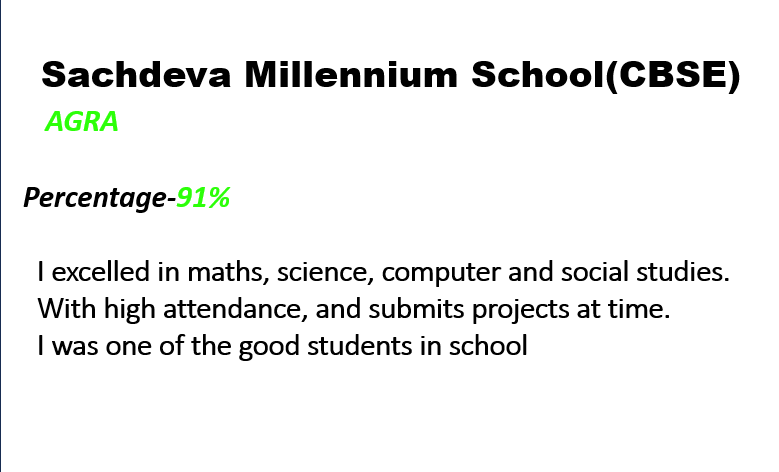 Sachdeva Millennium School(CBSE)
AGRA
Percentage-91%
I excelled in maths, science, computer and social studies.
With high attendance, and submits projects at time.
I was one of the good students in school